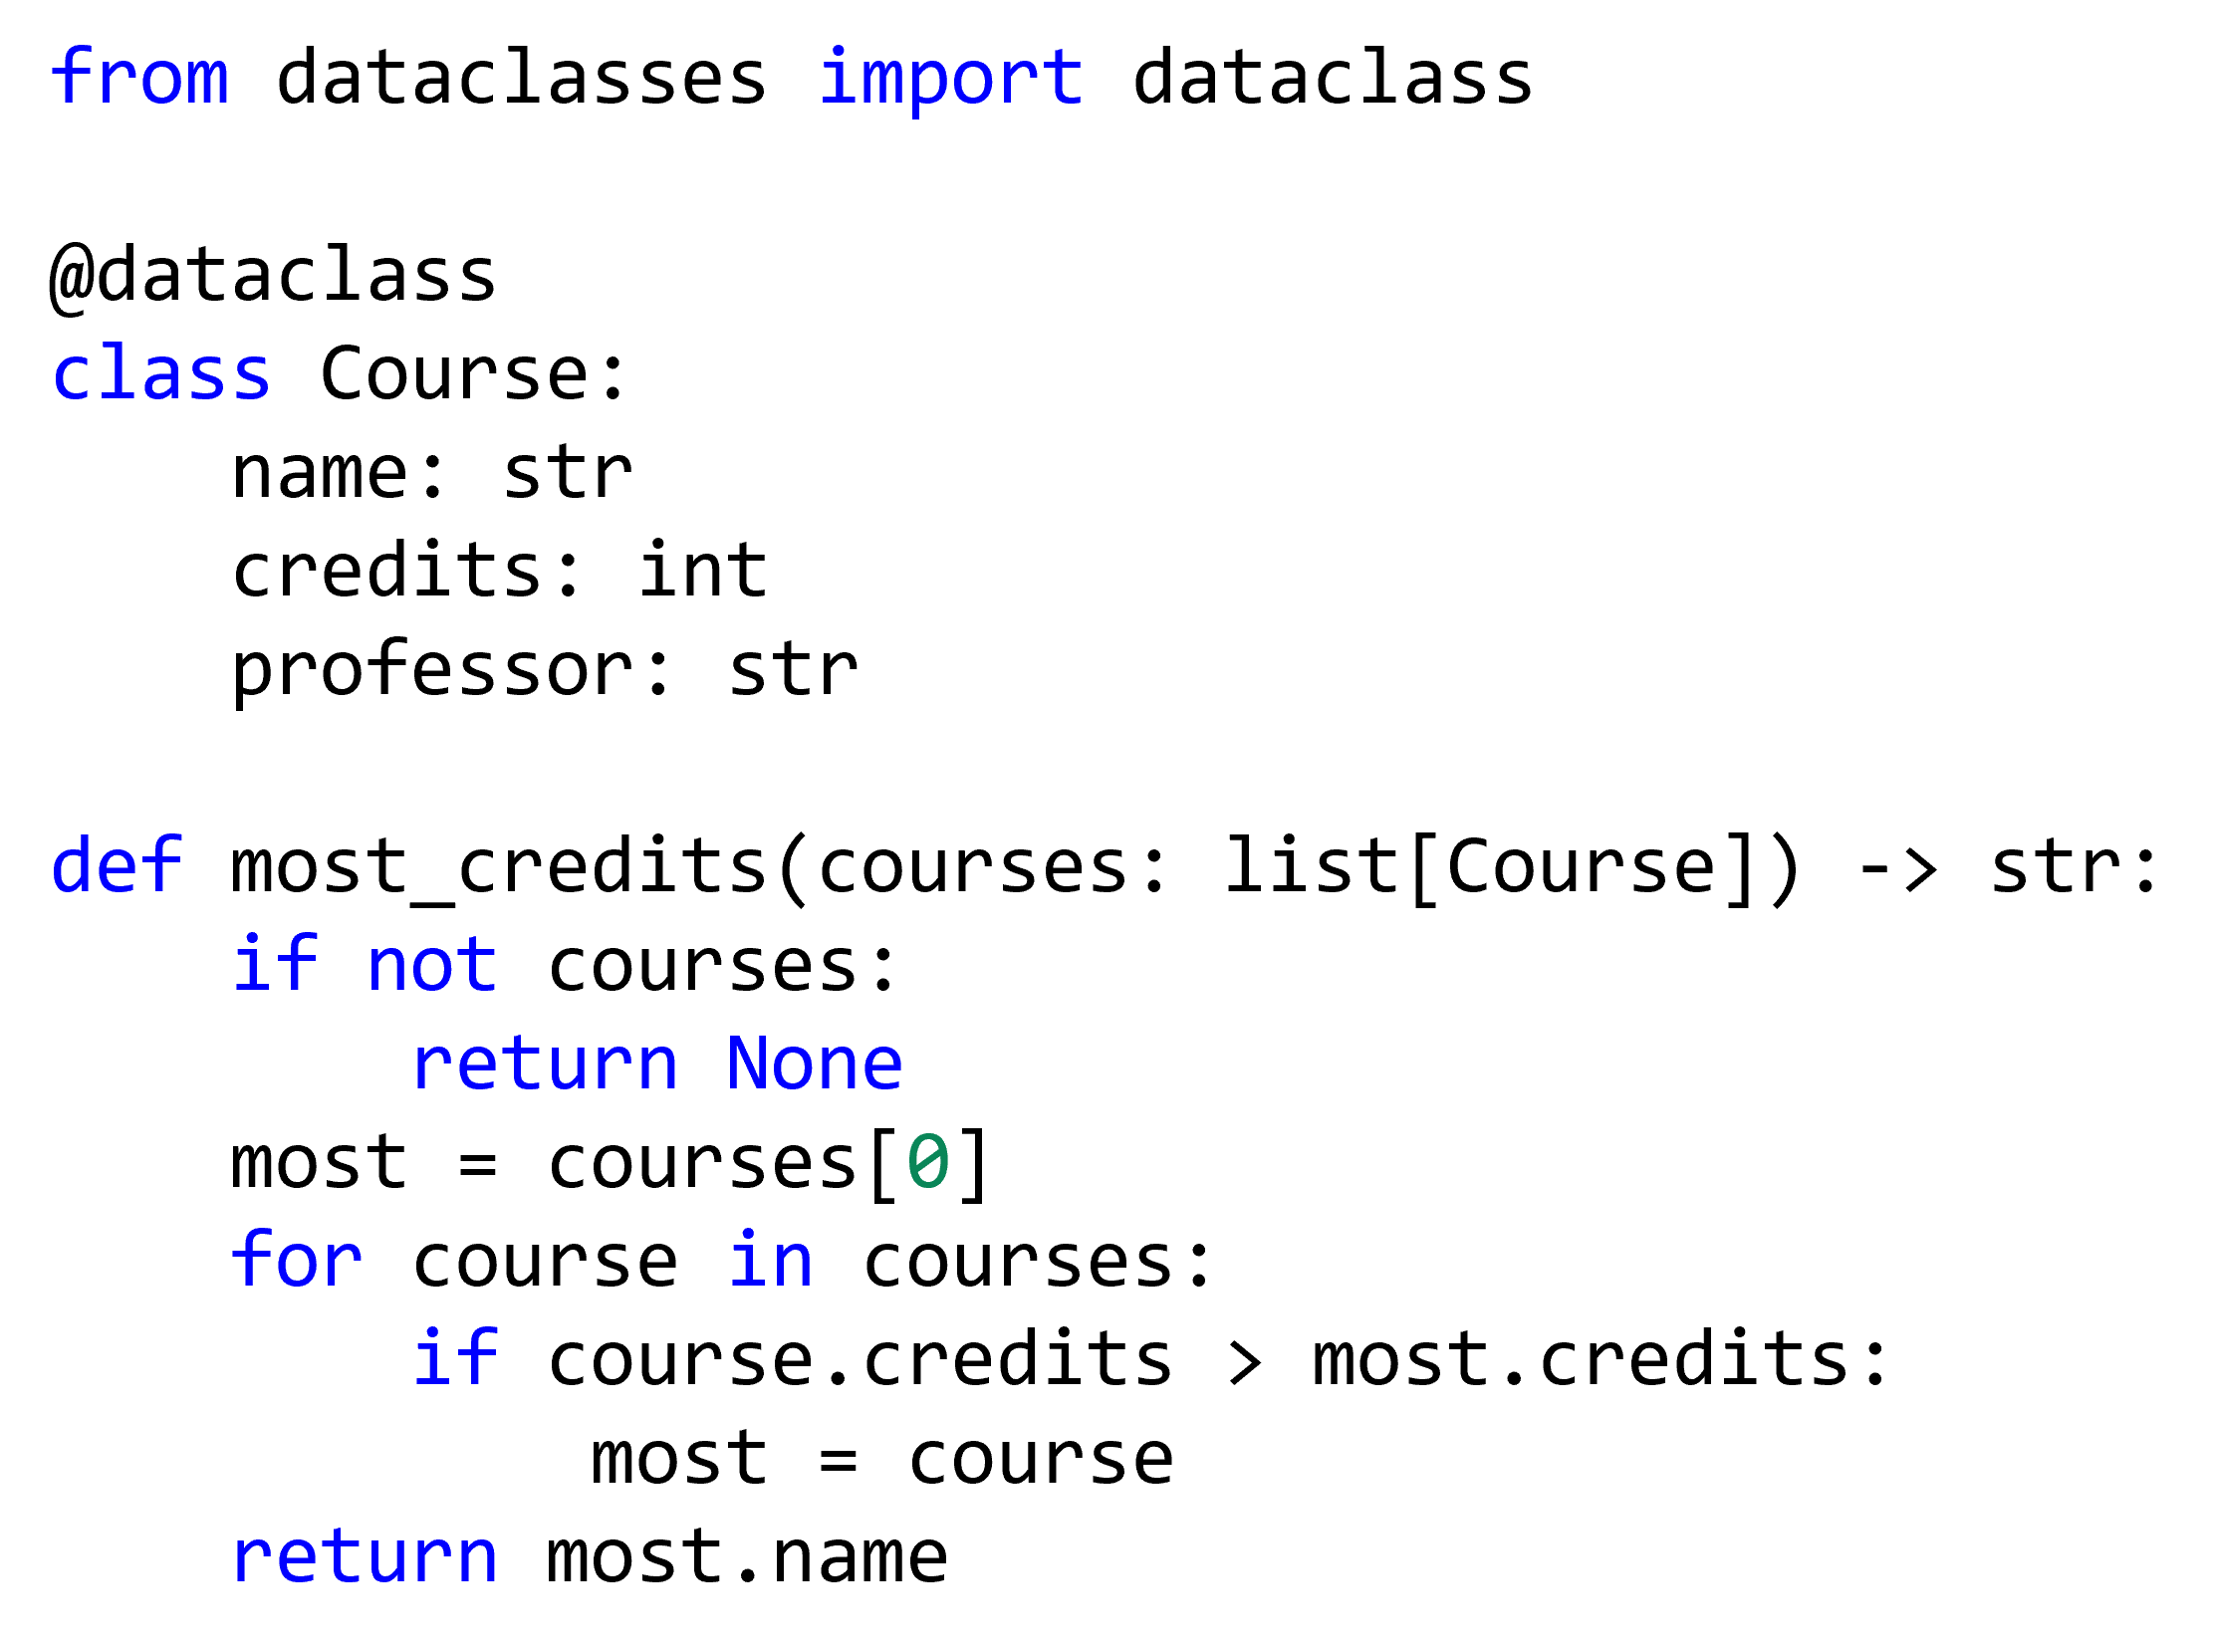 from dataclasses import dataclass

@dataclass
class Course:
    name: str
    credits: int
    professor: str

def most_credits(courses: list[Course]) -> str:
    if not courses:
        return None
    most = courses[0]
    for course in courses:
        if course.credits > most.credits:
            most = course
    return most.name